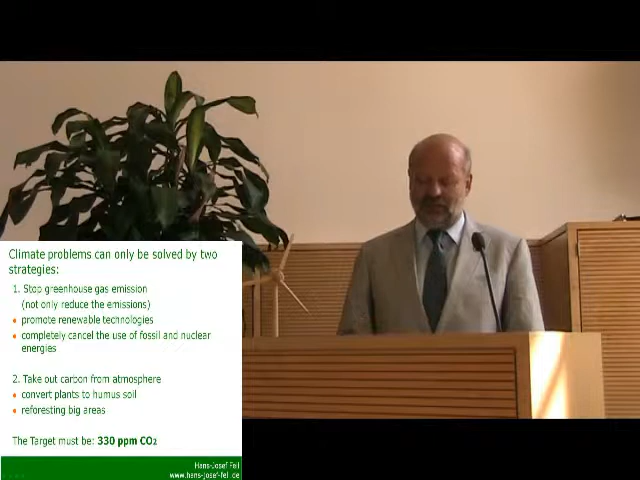 Climate problems can only be solved by two
strategies:
1. Stop greenhouse gas emission
(not only reduce the emissions)
• promote renewable technologies
• completely cancel the use of fossil and nuclear
energies
2. Take out carbon from atmosphere
• convert plants to humus soil
• reforesting big areas
The Target must be: 330 ppm CO2
Hans-Josef Fell
www.hans-josef-fell.de